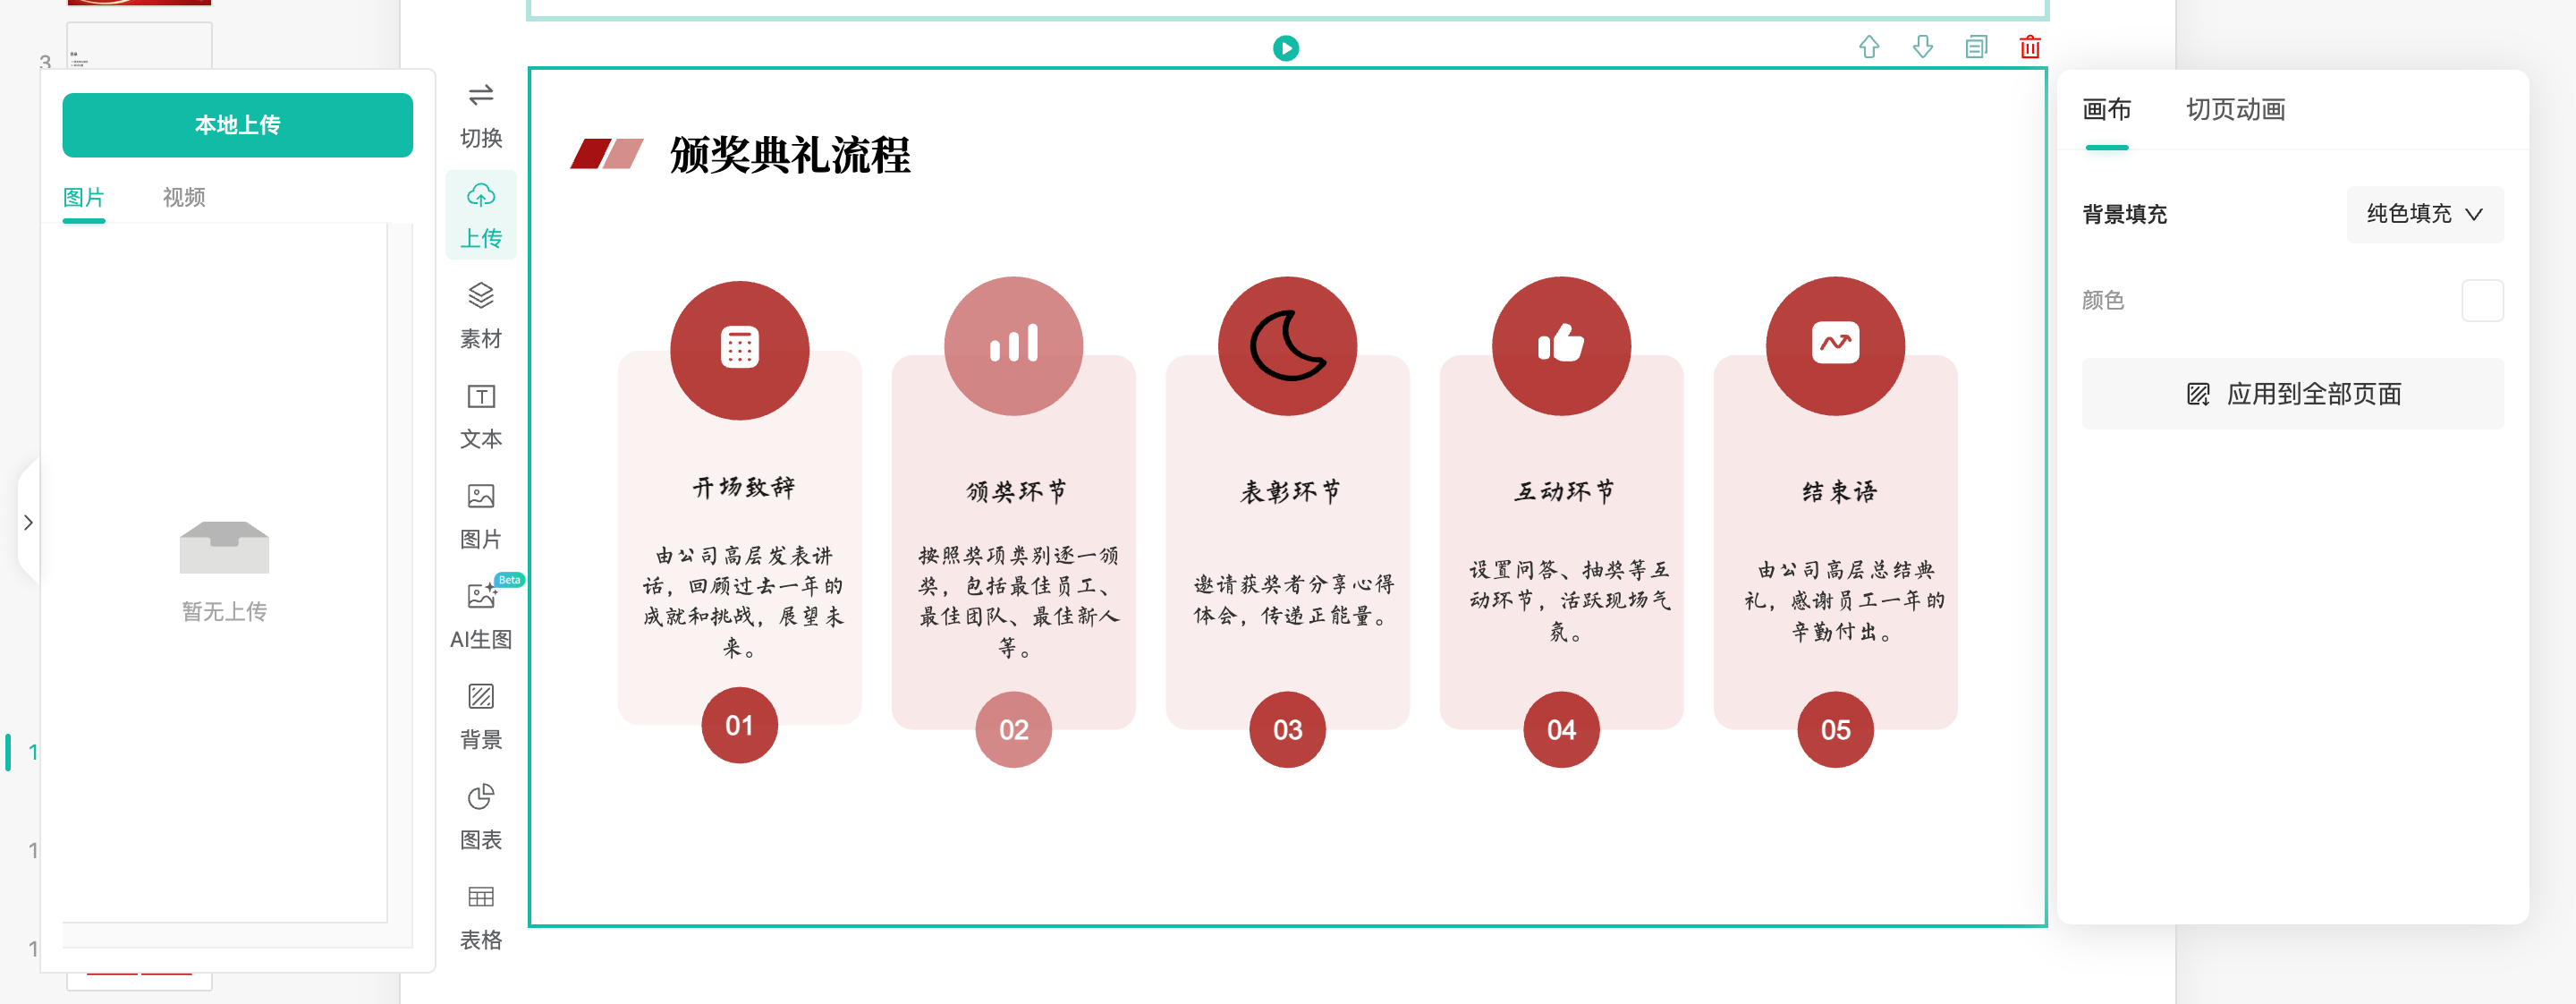 3
本地上传
图片
视频
暂无上传
1
1
1
切换
上传
素材
文本
图片
Beta
AI生图
背景
图表
表格
颁奖典礼流程
开场致辞
由公司高层发表讲
话，回顾过去一年的
成就和挑战，展望未
来。
01
颁奖环节
按照奖项类别逐一颁
奖，包括最佳员工、
最佳团队、最佳新人
等。
02
表彰环节
邀请获奖者分享心得
体会，传递正能量。
03
互动环节
设置问答、抽奖等互
动环节，活跃现场气
氛。
04
结束语
由公司高层总结典
礼，感谢员工一年的
辛勤付出。
05
画布
切页动画
背景填充
纯色填充
颜色
应用到全部页面